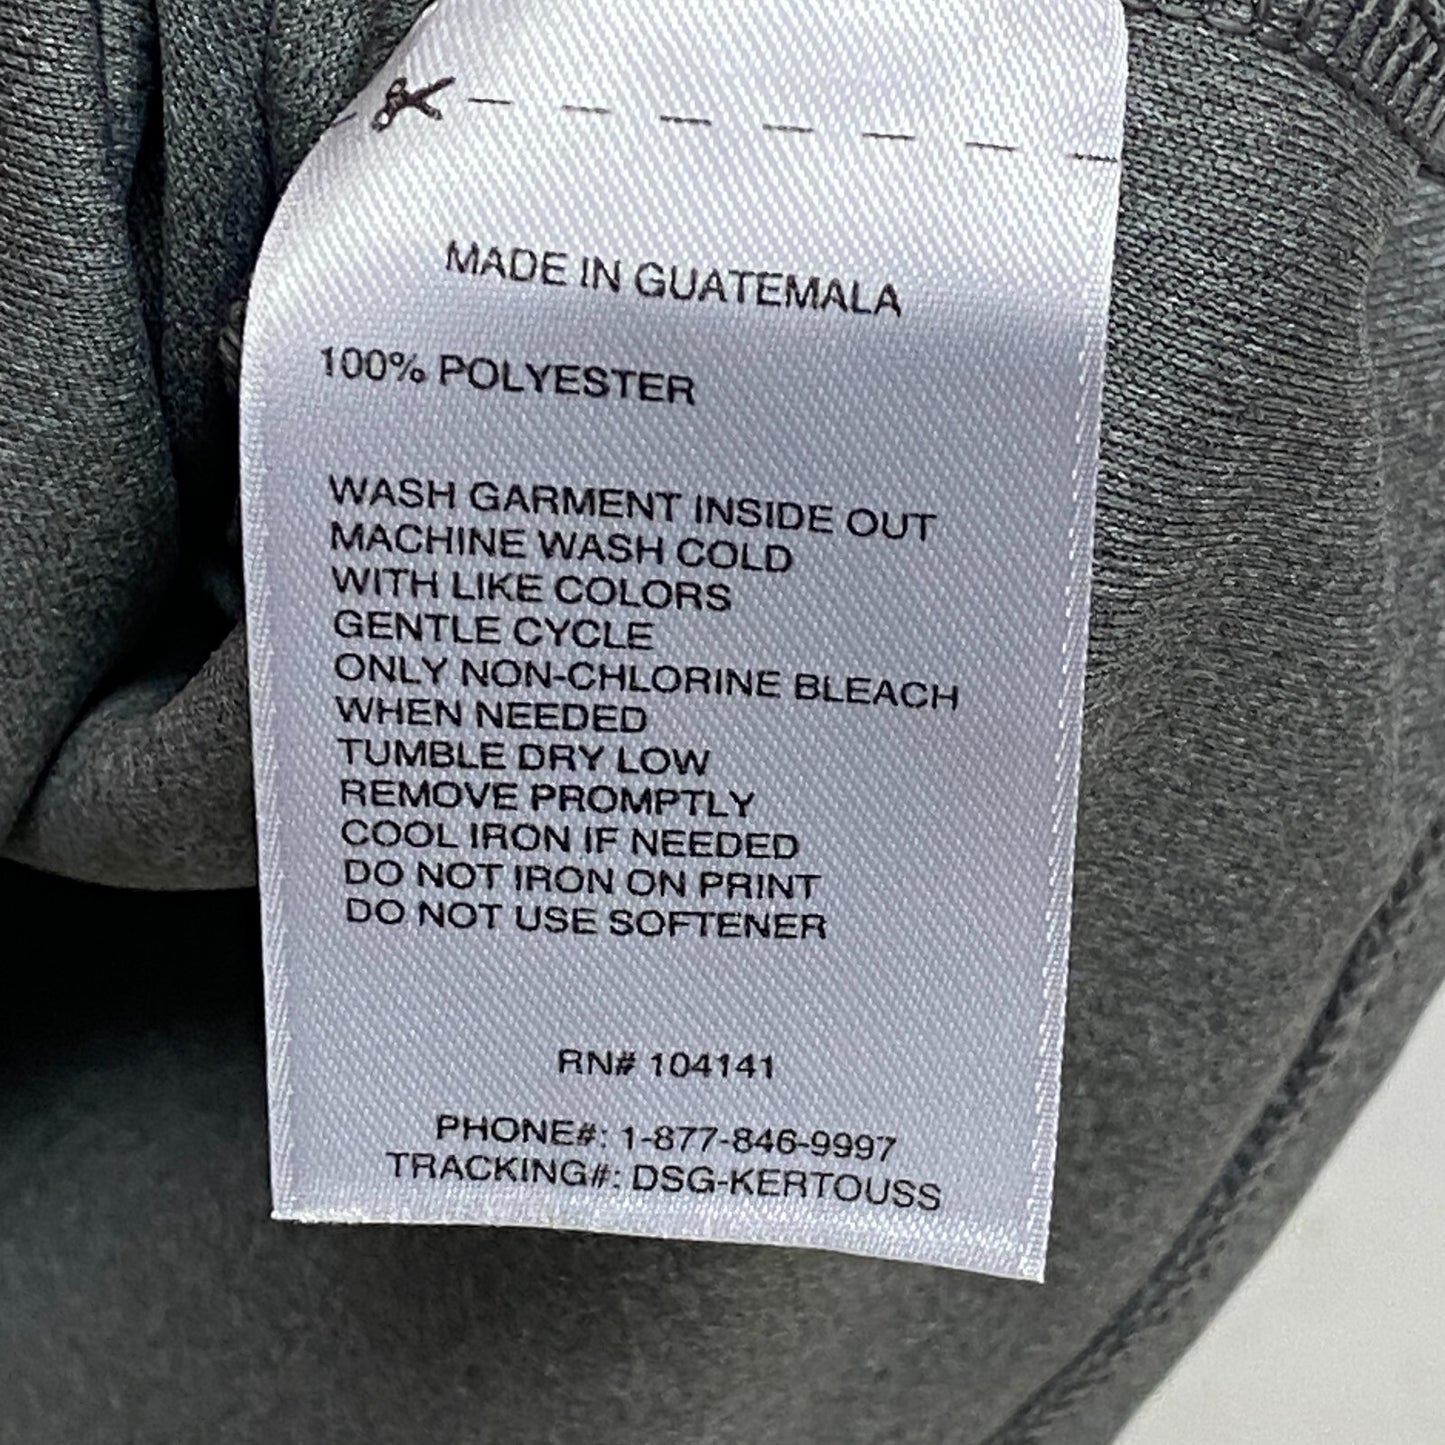 MADE IN GUATEMALA
100% POLYESTER
WASH GARMENT INSIDE OUT
MACHINE WASH COLD
WITH LIKE COLORS
GENTLE CYCLE
ONLY NON-CHLORINE BLEACH
WHEN NEEDED
TUMBLE DRY LOW
REMOVE PROMPTLY
COOL IRON IF NEEDED
DO NOT IRON ON PRINT
DO NOT USE SOFTENER
RN# 104141
PHONE#: 1-877-846-9997
TRACKING#: DSG-KERTOUSS